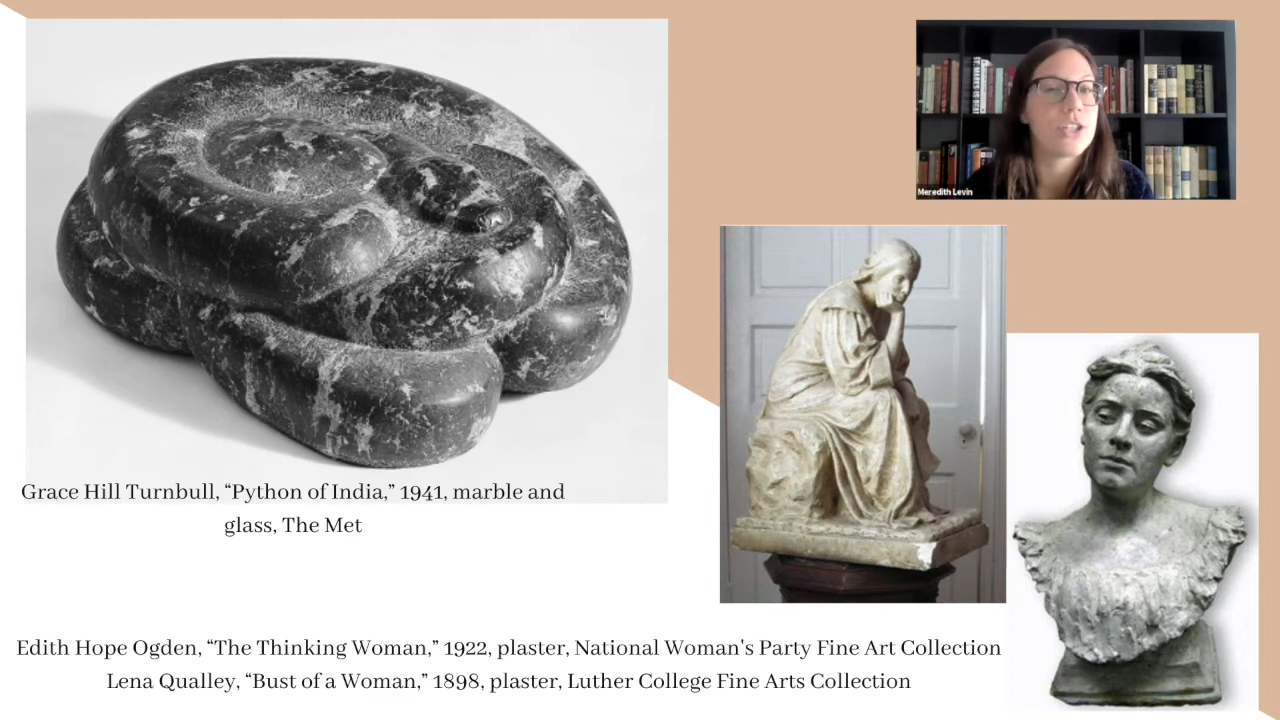 Meredith Levin
Grace Hill Turnbull, “Python of India,” 1941, marble and
glass, The Met
Edith Hope Ogden, “The Thinking Woman,” 1922, plaster, National Woman's Party Fine Art Collection
Lena Qualley, “Bust of a Woman,” 1898, plaster, Luther College Fine Arts Collection